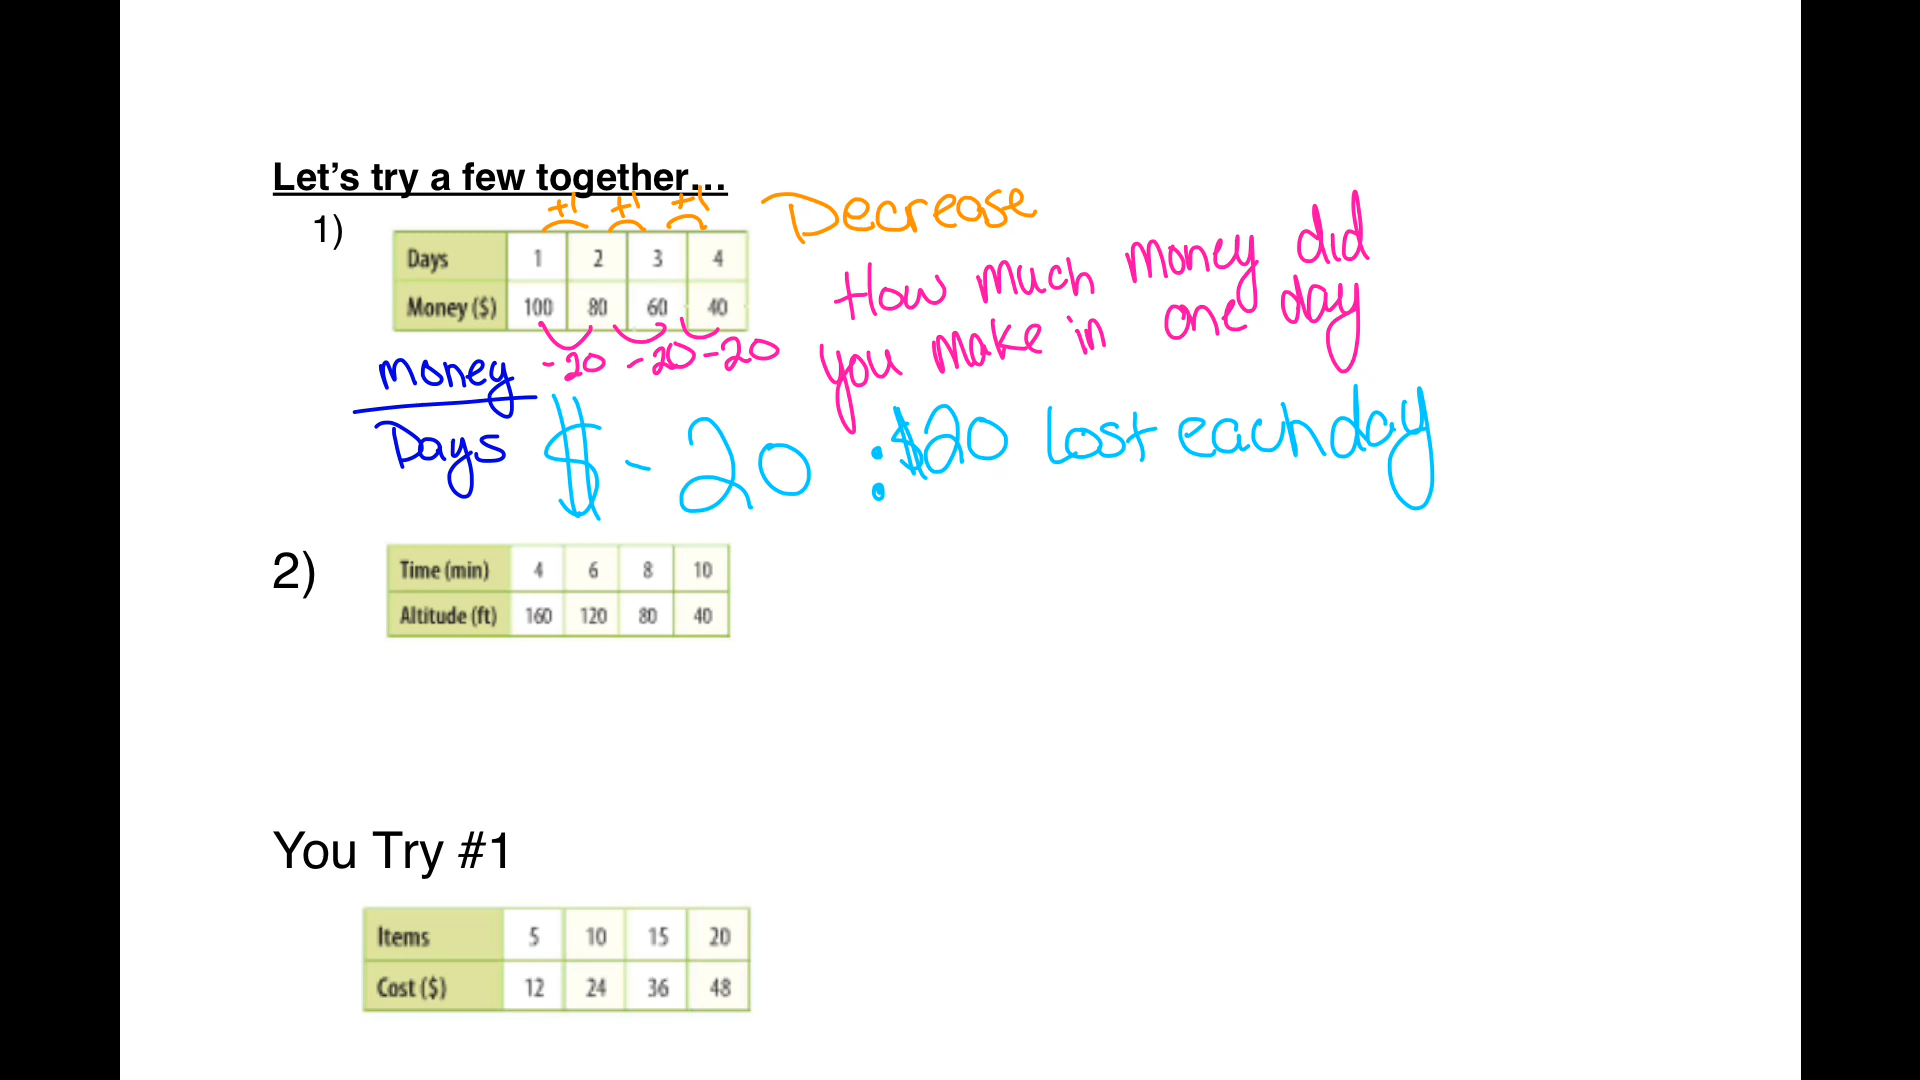 Let's try a few together...
+1 +1 +1
Decrease
1)
Days 1 2 3 4
Money ($) 100 80 60 40
-20 -20 -20
How much money did
you make in one day
money
Days
$ -20 : $20 lost each day
2)
Time (min) 4 6 8 10
Altitude (ft) 160 120 80 40
You Try #1
Items 5 10 15 20
Cost ($) 12 24 36 48